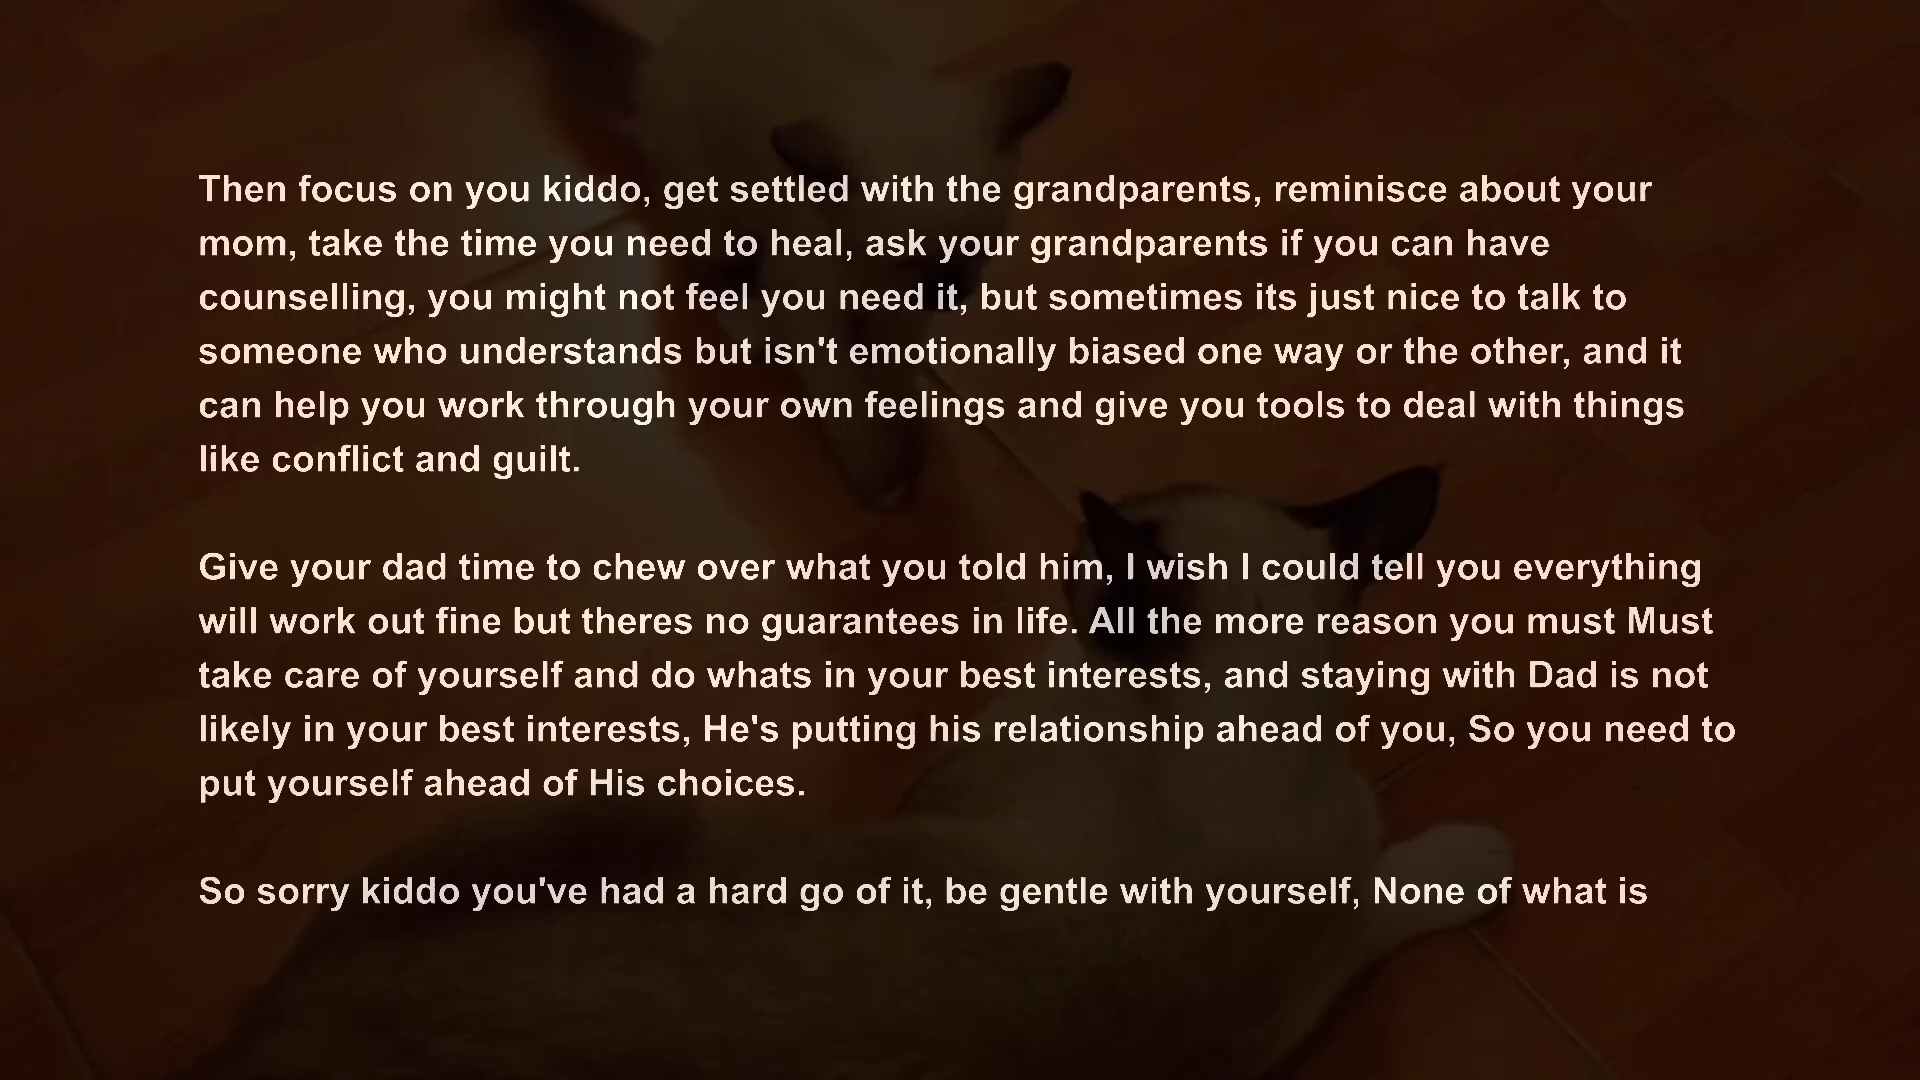 Then focus on you kiddo, get settled with the grandparents, reminisce about your
mom, take the time you need to heal, ask your grandparents if you can have
counselling, you might not feel you need it, but sometimes its just nice to talk to
someone who understands but isn't emotionally biased one way or the other, and it
can help you work through your own feelings and give you tools to deal with things
like conflict and guilt.
Give your dad time to chew over what you told him, I wish I could tell you everything
will work out fine but theres no guarantees in life. All the more reason you must Must
take care of yourself and do whats in your best interests, and staying with Dad is not
likely in your best interests, He's putting his relationship ahead of you, So you need to
put yourself ahead of His choices.
So sorry kiddo you've had a hard go of it, be gentle with yourself, None of what is